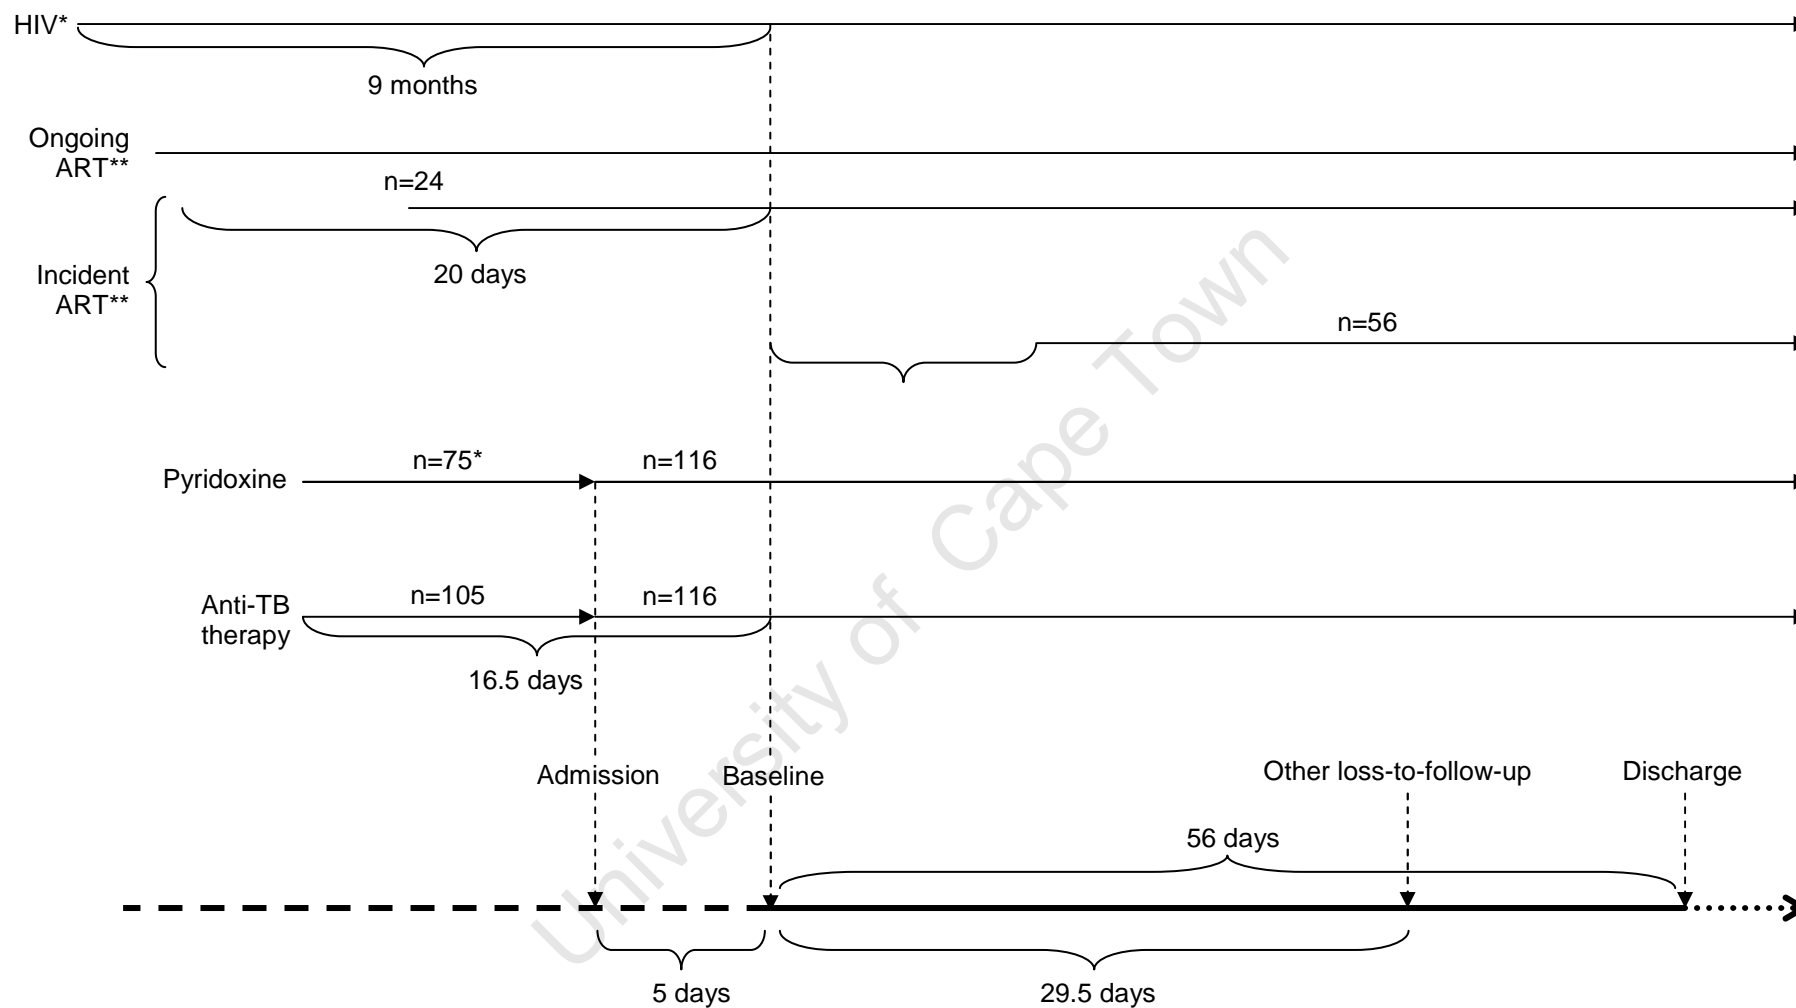 HIV*
9 months
Ongoing
ART**
n=24
20 days
Incident
ART**
n=56
Pyridoxine
n=75*
n=116
Anti-TB
therapy
n=105
n=116
16.5 days
Admission
Baseline
Other loss-to-follow-up
Discharge
56 days
5 days
29.5 days
University of Cape Town